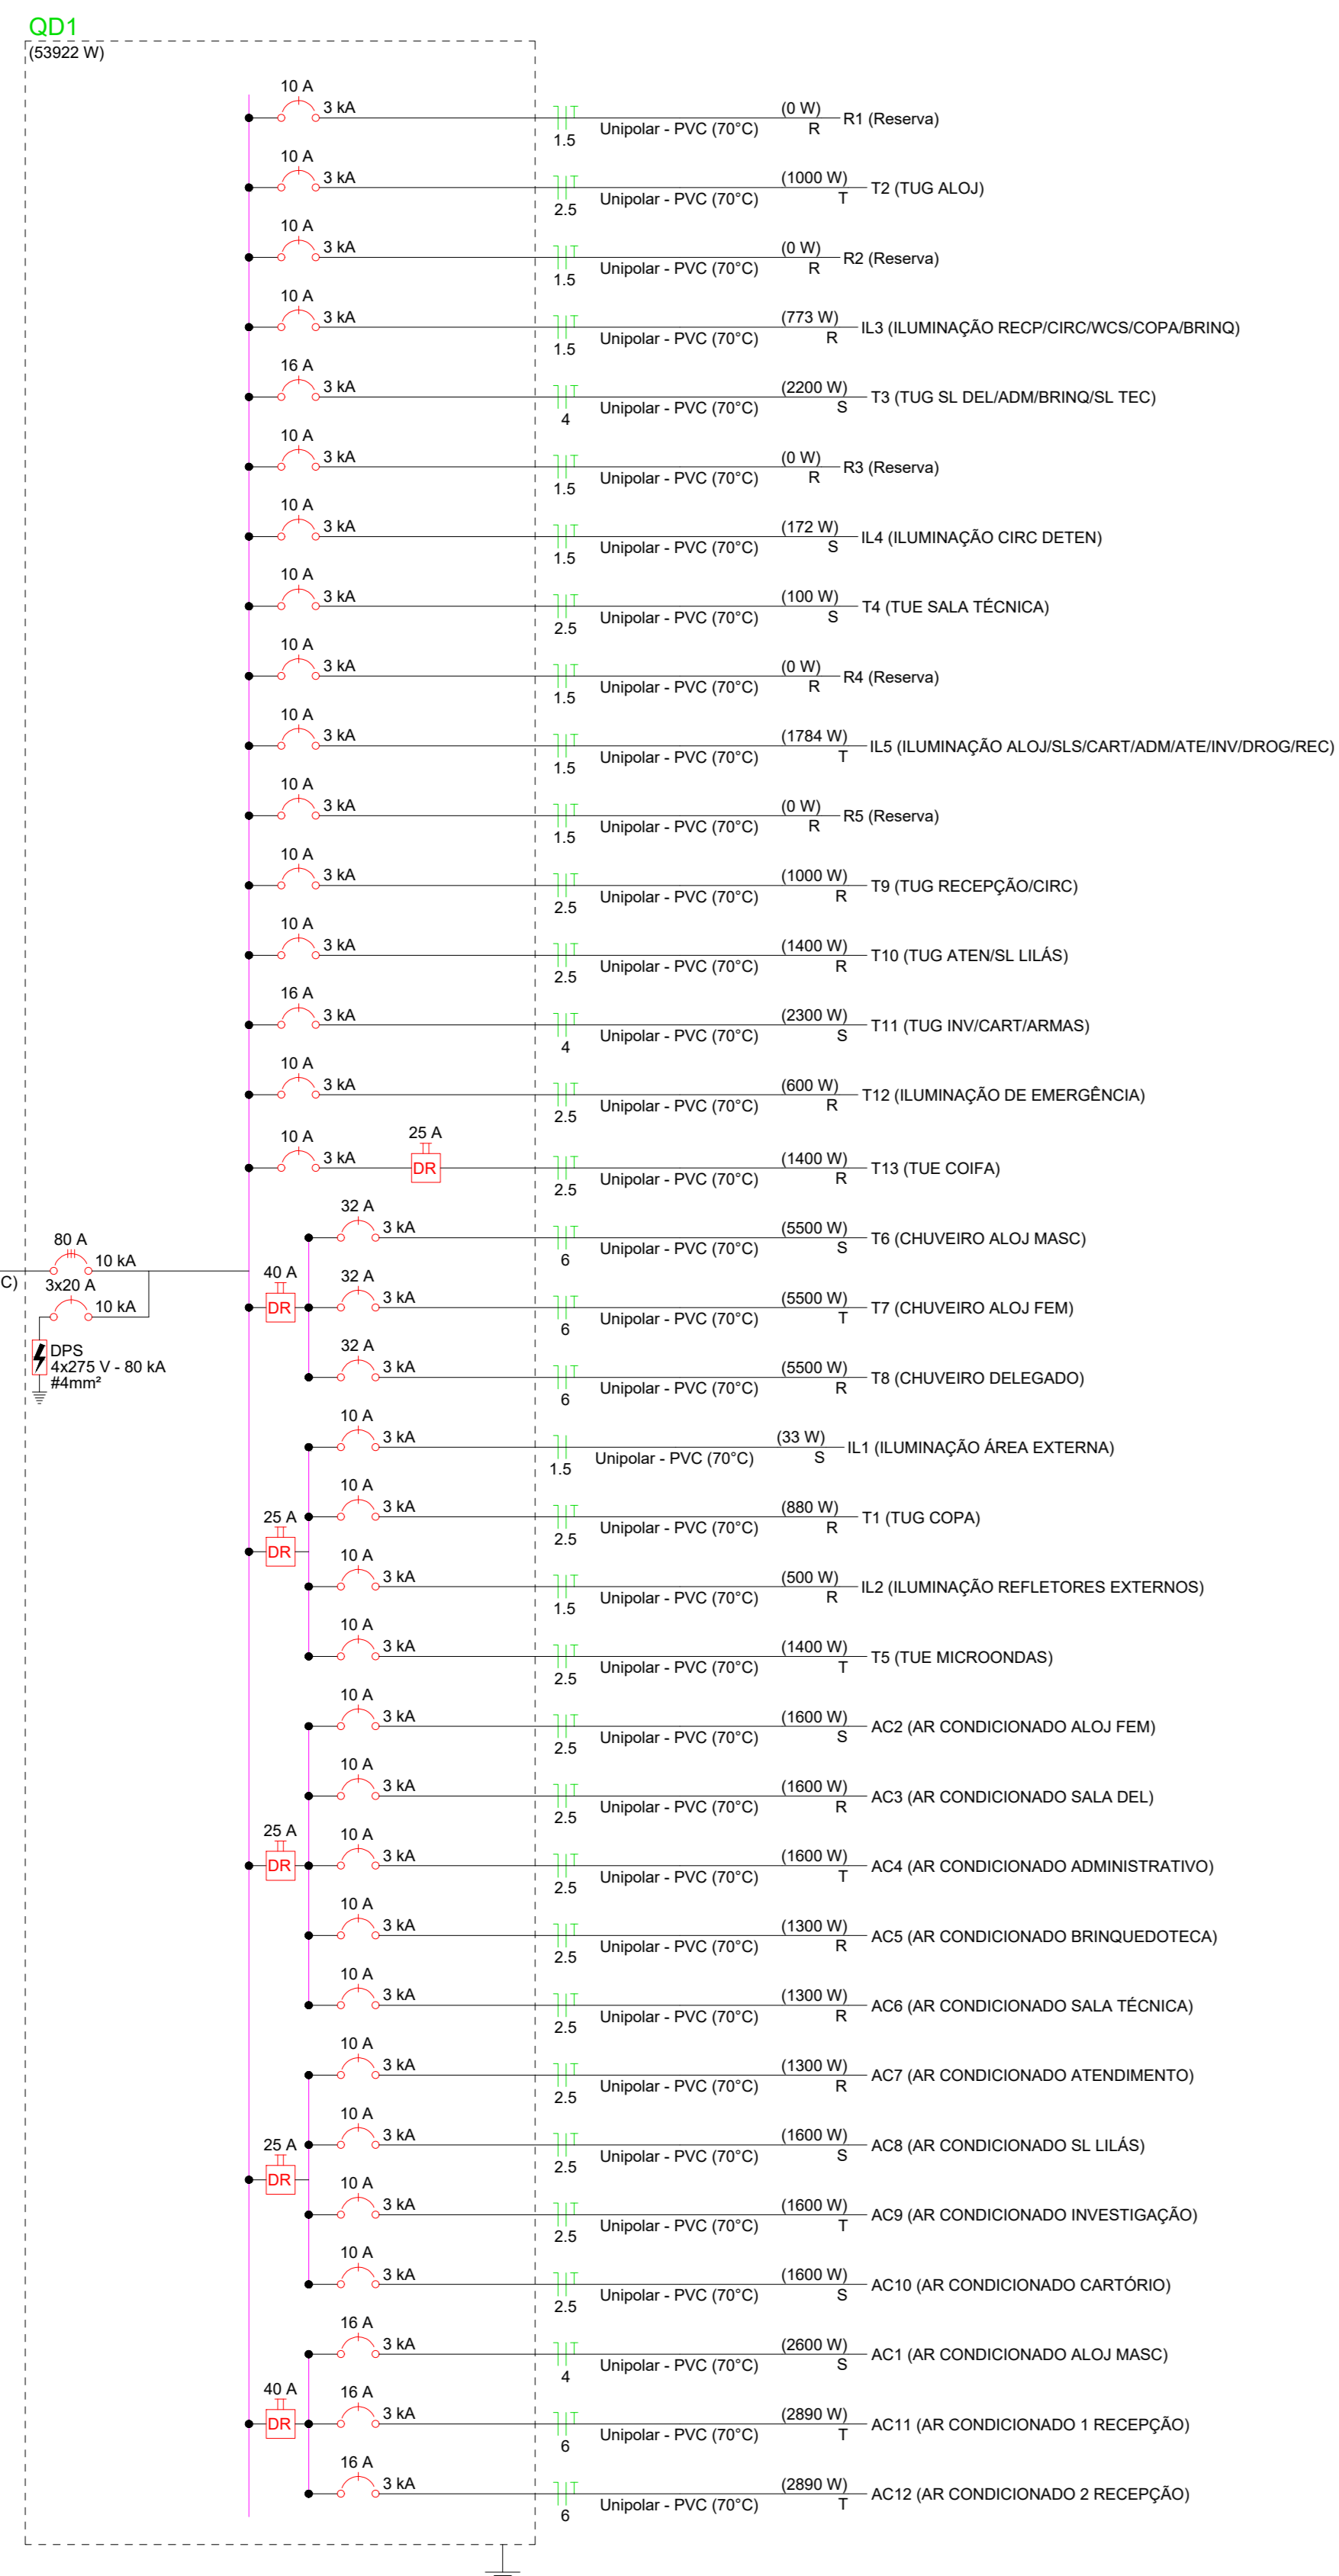 QD1
(53922 W)
10 A
3 kA
1.5
Unipolar - PVC (70°C)
(0 W)
R
R1 (Reserva)
10 A
3 kA
2.5
Unipolar - PVC (70°C)
(1000 W)
T
T2 (TUG ALOJ)
10 A
3 kA
1.5
Unipolar - PVC (70°C)
(0 W)
R
R2 (Reserva)
10 A
3 kA
1.5
Unipolar - PVC (70°C)
(773 W)
R
IL3 (ILUMINAÇÃO RECP/CIRC/WCS/COPA/BRINQ)
16 A
3 kA
4
Unipolar - PVC (70°C)
(2200 W)
S
T3 (TUG SL DEL/ADM/BRINQ/SL TEC)
10 A
3 kA
1.5
Unipolar - PVC (70°C)
(0 W)
R
R3 (Reserva)
10 A
3 kA
1.5
Unipolar - PVC (70°C)
(172 W)
S
IL4 (ILUMINAÇÃO CIRC DETEN)
10 A
3 kA
2.5
Unipolar - PVC (70°C)
(100 W)
S
T4 (TUE SALA TÉCNICA)
10 A
3 kA
1.5
Unipolar - PVC (70°C)
(0 W)
R
R4 (Reserva)
10 A
3 kA
1.5
Unipolar - PVC (70°C)
(1784 W)
T
IL5 (ILUMINAÇÃO ALOJ/SLS/CART/ADM/ATE/INV/DROG/REC)
10 A
3 kA
1.5
Unipolar - PVC (70°C)
(0 W)
R
R5 (Reserva)
10 A
3 kA
2.5
Unipolar - PVC (70°C)
(1000 W)
R
T9 (TUG RECEPÇÃO/CIRC)
10 A
3 kA
2.5
Unipolar - PVC (70°C)
(1400 W)
R
T10 (TUG ATEN/SL LILÁS)
16 A
3 kA
4
Unipolar - PVC (70°C)
(2300 W)
S
T11 (TUG INV/CART/ARMAS)
10 A
3 kA
2.5
Unipolar - PVC (70°C)
(600 W)
R
T12 (ILUMINAÇÃO DE EMERGÊNCIA)
10 A
3 kA
25 A
DR
2.5
Unipolar - PVC (70°C)
(1400 W)
R
T13 (TUE COIFA)
C)
80 A
10 kA
3x20 A
10 kA
DPS
4x275 V - 80 kA
#4mm²
40 A
DR
32 A
3 kA
6
Unipolar - PVC (70°C)
(5500 W)
S
T6 (CHUVEIRO ALOJ MASC)
32 A
3 kA
6
Unipolar - PVC (70°C)
(5500 W)
T
T7 (CHUVEIRO ALOJ FEM)
32 A
3 kA
6
Unipolar - PVC (70°C)
(5500 W)
R
T8 (CHUVEIRO DELEGADO)
25 A
DR
10 A
3 kA
1.5
Unipolar - PVC (70°C)
(33 W)
S
IL1 (ILUMINAÇÃO ÁREA EXTERNA)
10 A
3 kA
2.5
Unipolar - PVC (70°C)
(880 W)
R
T1 (TUG COPA)
10 A
3 kA
1.5
Unipolar - PVC (70°C)
(500 W)
R
IL2 (ILUMINAÇÃO REFLETORES EXTERNOS)
10 A
3 kA
2.5
Unipolar - PVC (70°C)
(1400 W)
T
T5 (TUE MICROONDAS)
25 A
DR
10 A
3 kA
2.5
Unipolar - PVC (70°C)
(1600 W)
S
AC2 (AR CONDICIONADO ALOJ FEM)
10 A
3 kA
2.5
Unipolar - PVC (70°C)
(1600 W)
R
AC3 (AR CONDICIONADO SALA DEL)
10 A
3 kA
2.5
Unipolar - PVC (70°C)
(1600 W)
T
AC4 (AR CONDICIONADO ADMINISTRATIVO)
10 A
3 kA
2.5
Unipolar - PVC (70°C)
(1300 W)
R
AC5 (AR CONDICIONADO BRINQUEDOTECA)
10 A
3 kA
2.5
Unipolar - PVC (70°C)
(1300 W)
R
AC6 (AR CONDICIONADO SALA TÉCNICA)
25 A
DR
10 A
3 kA
2.5
Unipolar - PVC (70°C)
(1300 W)
R
AC7 (AR CONDICIONADO ATENDIMENTO)
10 A
3 kA
2.5
Unipolar - PVC (70°C)
(1600 W)
S
AC8 (AR CONDICIONADO SL LILÁS)
10 A
3 kA
2.5
Unipolar - PVC (70°C)
(1600 W)
T
AC9 (AR CONDICIONADO INVESTIGAÇÃO)
10 A
3 kA
2.5
Unipolar - PVC (70°C)
(1600 W)
S
AC10 (AR CONDICIONADO CARTÓRIO)
40 A
DR
16 A
3 kA
4
Unipolar - PVC (70°C)
(2600 W)
S
AC1 (AR CONDICIONADO ALOJ MASC)
16 A
3 kA
6
Unipolar - PVC (70°C)
(2890 W)
T
AC11 (AR CONDICIONADO 1 RECEPÇÃO)
16 A
3 kA
6
Unipolar - PVC (70°C)
(2890 W)
T
AC12 (AR CONDICIONADO 2 RECEPÇÃO)